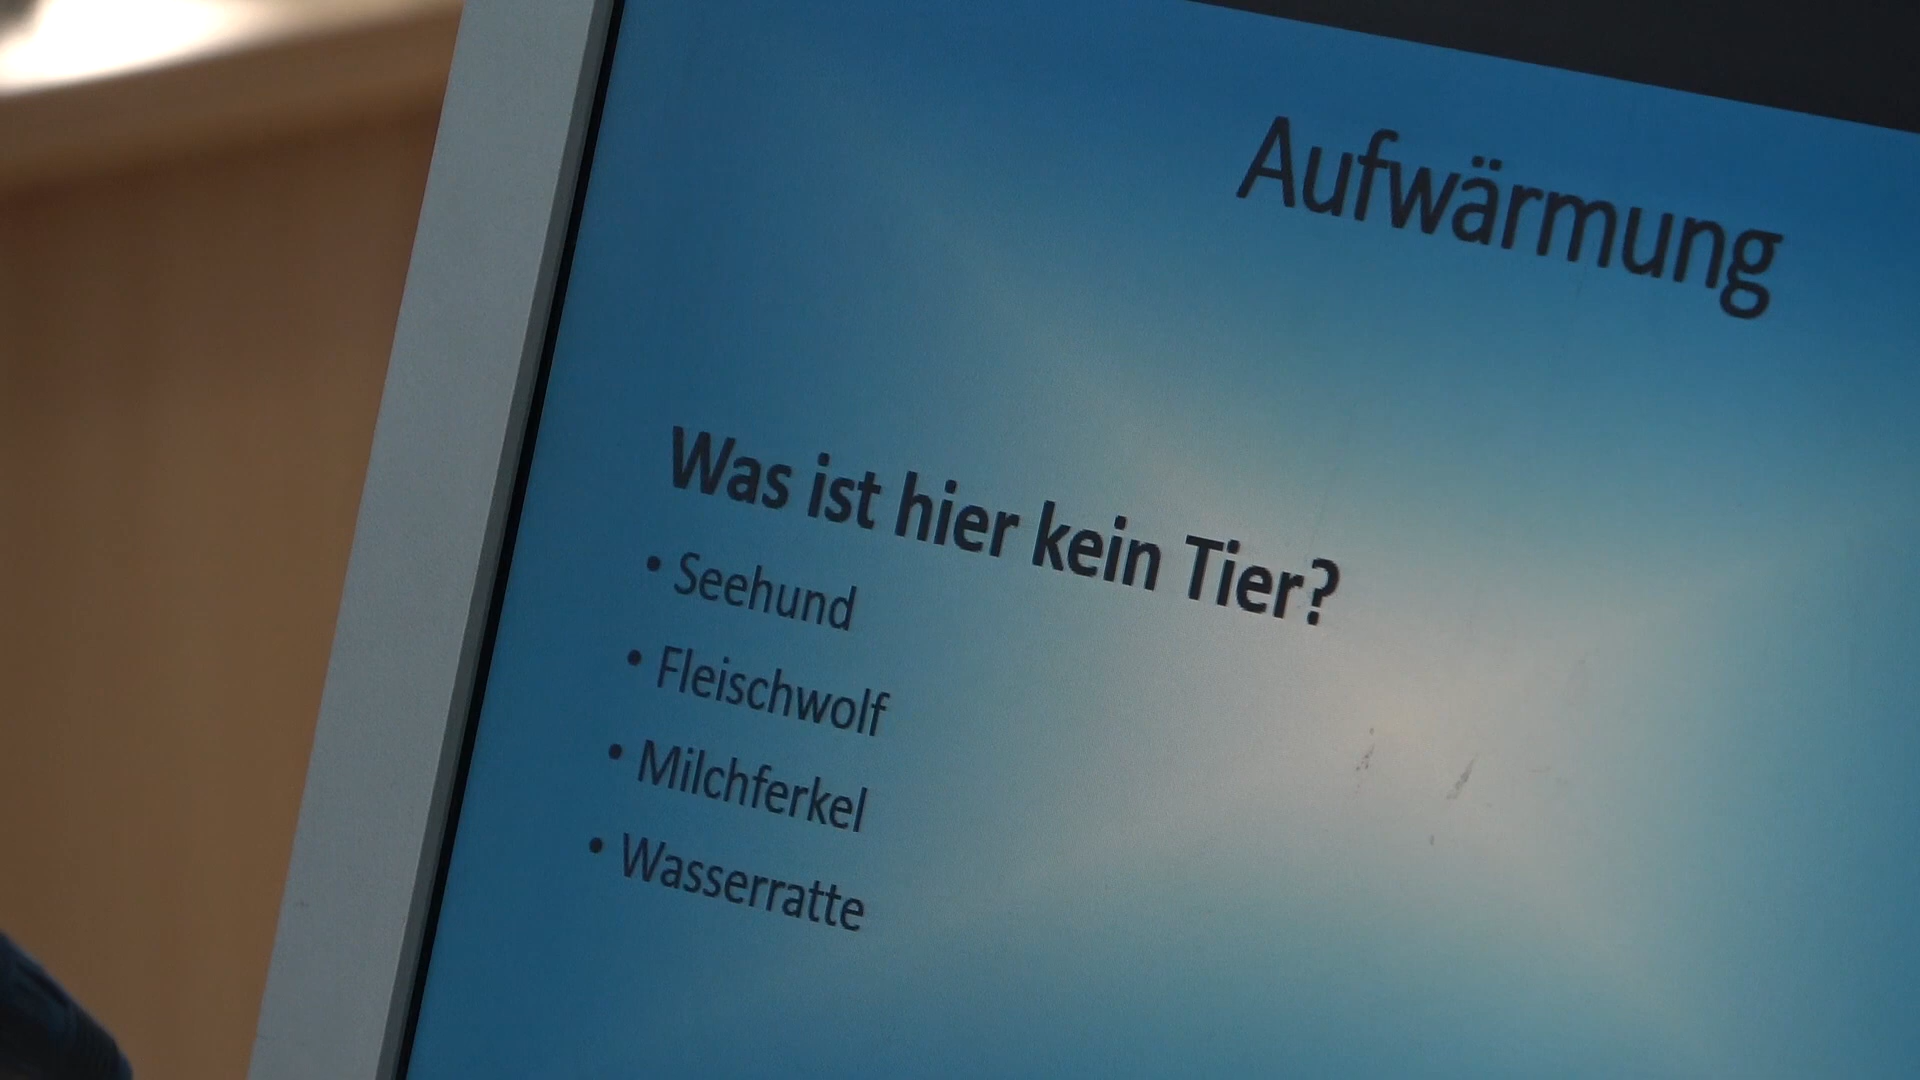 Aufwärmung
Was ist hier kein Tier?
• Seehund
• Fleischwolf
• Milchferkel
• Wasserratte